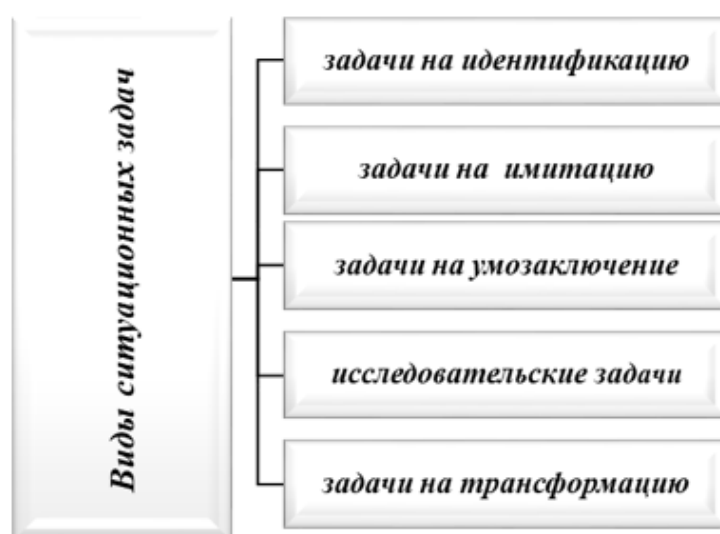 Виды ситуационных задач
задачи на идентификацию
задачи на имитацию
задачи на умозаключение
исследовательские задачи
задачи на трансформацию